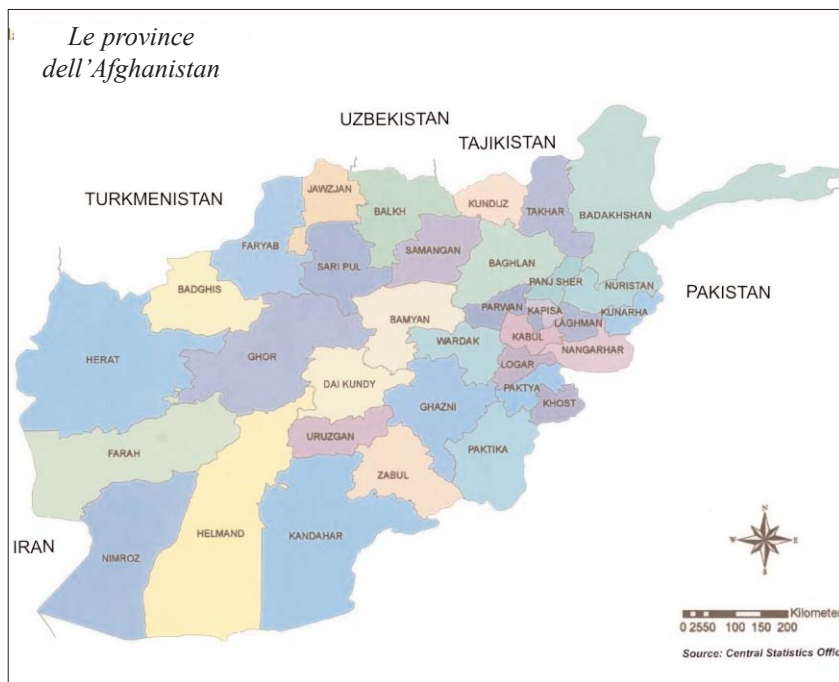 Le province
dell'Afghanistan
UZBEKISTAN
TAJIKISTAN
TURKMENISTAN
JAWZJAN
BALKH
KUNDUZ
TAKHAR
BADAKHSHAN
FARYAB
SARI PUL
SAMANGAN
BAGHLAN
BADGHIS
PANJ SHER
NURISTAN
PAKISTAN
BAMYAN
PARWAN
KAPISA
KUNARHA
LAGHMAN
HERAT
GHOR
WARDAK
KABUL
NANGARHAR
LOGAR
DAI KUNDY
PAKTYA
GHAZNI
KHOST
URUZGAN
FARAH
PAKTIKA
ZABUL
IRAN
NIMROZ
HELMAND
KANDAHAR
N
W
E
S
Kilometer
0 2550 100 150 200
Source: Central Statistics Offic